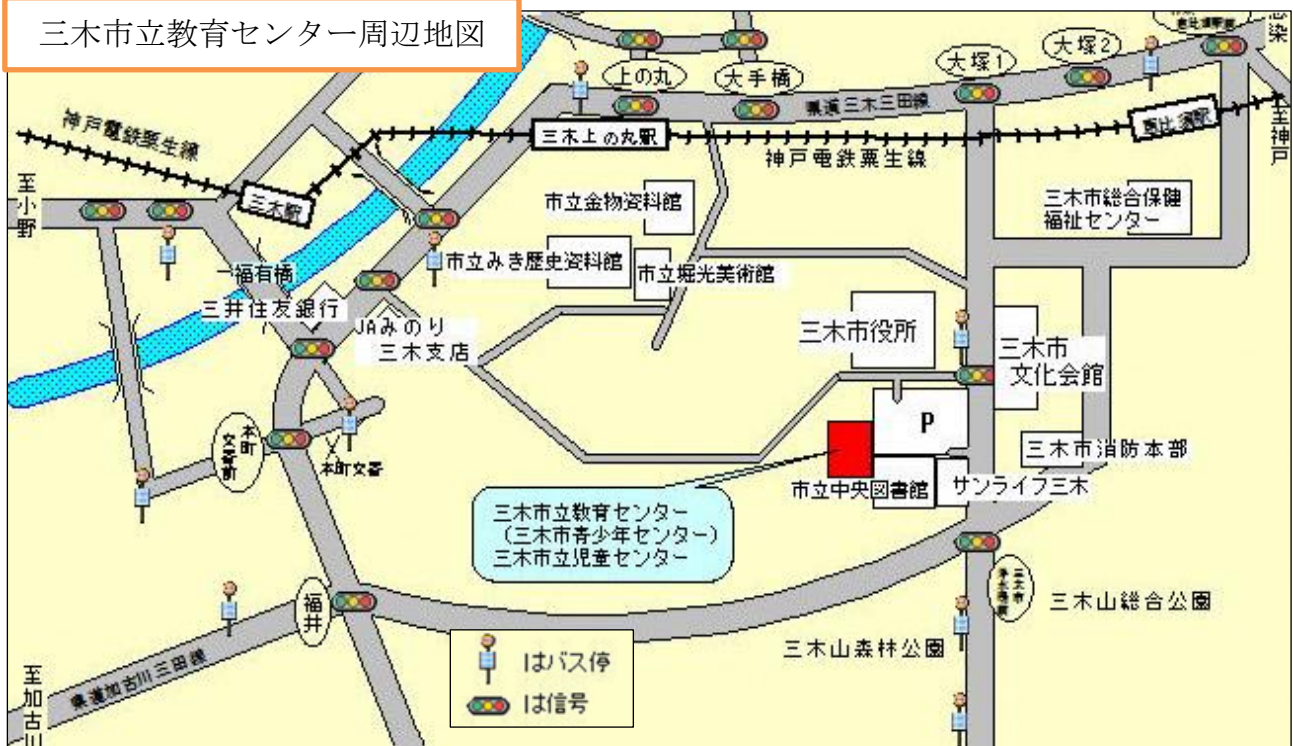 三木市立教育センター周辺地図
上の丸
大手橋
大塚1
大塚2
県道三木三田線
神戸電鉄粟生線
三木上の丸駅
神戸電鉄粟生線
恵比須駅
至神戸
至小野
三木駅
市立金物資料館
三木市総合保健
福祉センター
福有橋
市立みき歴史資料館
市立堀光美術館
三井住友銀行
JAみのり
三木支店
三木市役所
三木市
文化会館
P
本町
交番前
本町交番
三木市消防本部
市立中央図書館
サンライフ三木
三木市立教育センター
(三木市青少年センター)
三木市立児童センター
福井
三木山総合公園
三木山森林公園
県道加古川三田線
至加古川
はバス停
は信号